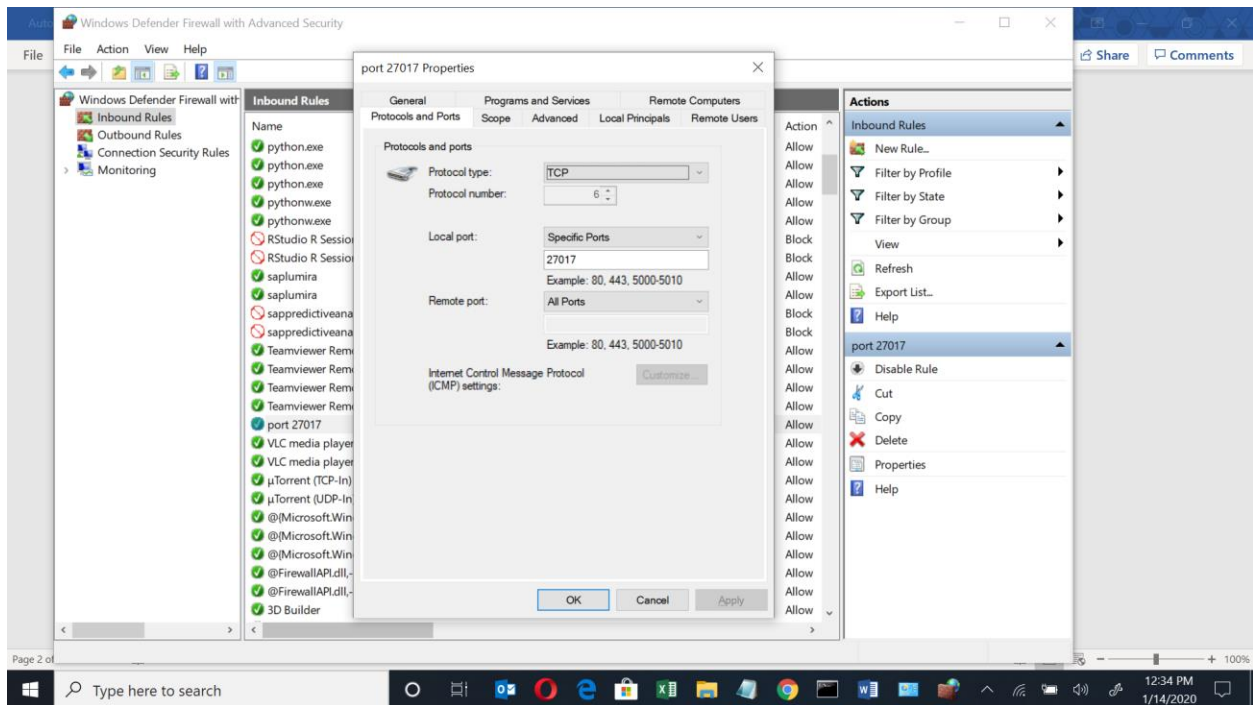 Auto
Windows Defender Firewall with Advanced Security
File
File Action View Help
Share
Comments
Windows Defender Firewall with
Inbound Rules
Outbound Rules
Connection Security Rules
Monitoring
Inbound Rules
Name
Action
python.exe Allow
python.exe Allow
python.exe Allow
pythonw.exe Allow
pythonw.exe Allow
RStudio R Session Block
RStudio R Session Block
saplumira Allow
saplumira Allow
sappredictiveana Block
sappredictiveana Block
Teamviewer Rem Allow
Teamviewer Rem Allow
Teamviewer Rem Allow
Teamviewer Rem Allow
port 27017 Allow
VLC media player Allow
VLC media player Allow
µTorrent (TCP-In) Allow
µTorrent (UDP-In Allow
@{Microsoft.Win Allow
@{Microsoft.Win Allow
@{Microsoft.Win Allow
@FirewallAPI.dll,- Allow
@FirewallAPI.dll,- Allow
3D Builder Allow
port 27017 Properties
General Programs and Services Remote Computers
Protocols and Ports Scope Advanced Local Principals Remote Users
Protocols and ports
Protocol type: TCP
Protocol number: 6
Local port: Specific Ports
27017
Example: 80, 443, 5000-5010
Remote port: All Ports
Example: 80, 443, 5000-5010
Internet Control Message Protocol
(ICMP) settings:
Customize...
OK Cancel Apply
Actions
Inbound Rules
New Rule...
Filter by Profile
Filter by State
Filter by Group
View
Refresh
Export List...
Help
port 27017
Disable Rule
Cut
Copy
Delete
Properties
Help
Page 2 of
100%
Type here to search
12:34 PM
1/14/2020